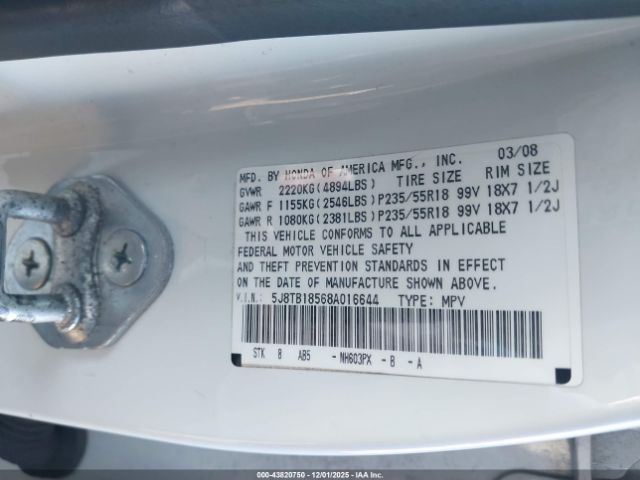 MFD. BY HONDA OF AMERICA MFG., INC. 03/08
GVWR 2220KG(4894LBS) TIRE SIZE RIM SIZE
GAWR F 1155KG(2546LBS)P235/55R18 99V 18X7 1/2J
GAWR R 1080KG(2381LBS)P235/55R18 99V 18X7 1/2J
THIS VEHICLE CONFORMS TO ALL APPLICABLE
FEDERAL MOTOR VEHICLE SAFETY
AND THEFT PREVENTION STANDARDS IN EFFECT
ON THE DATE OF MANUFACTURE SHOWN ABOVE.
V.I.N.: 5J8TB18568A016644 TYPE: MPV
STK 8 AB5 -NH603PX -B -A
00-43820750 - 12/01/2025 - IAA Inc.